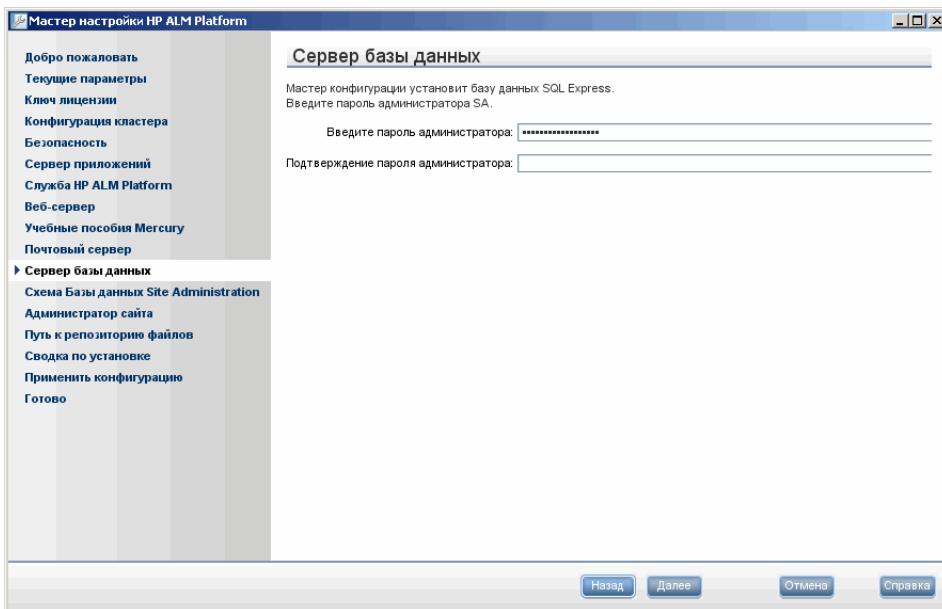 Мастер настройки HP ALM Platform
Добро пожаловать
Текущие параметры
Ключ лицензии
Конфигурация кластера
Безопасность
Сервер приложений
Служба HP ALM Platform
Веб-сервер
Учебные пособия Mercury
Почтовый сервер
Сервер базы данных
Схема Базы данных Site Administration
Администратор сайта
Путь к репозиторию файлов
Сводка по установке
Применить конфигурацию
Готово
Сервер базы данных
Мастер конфигурации установит базу данных SQL Express.
Введите пароль администратора SA.
Введите пароль администратора:
Подтверждение пароля администратора:
Назад
Далее
Отмена
Справка